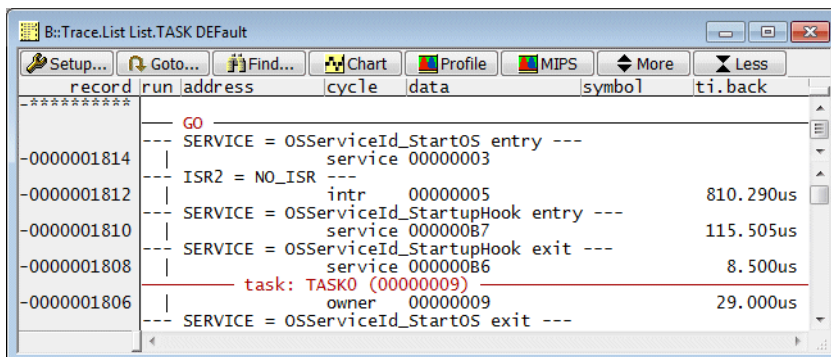 B::Trace.List List.TASK DEFault
Setup... Goto... Find... Chart Profile MIPS More Less
record run address cycle data symbol ti.back
-**********
GO
--- SERVICE = OSServiceId_StartOS entry ---
-0000001814 | service 00000003
--- ISR2 = NO_ISR ---
-0000001812 | intr 00000005 810.290us
--- SERVICE = OSServiceId_StartupHook entry ---
-0000001810 | service 000000B7 115.505us
--- SERVICE = OSServiceId_StartupHook exit ---
-0000001808 | service 000000B6 8.500us
task: TASK0 (00000009)
-0000001806 | owner 00000009 29.000us
--- SERVICE = OSServiceId_StartOS exit ---